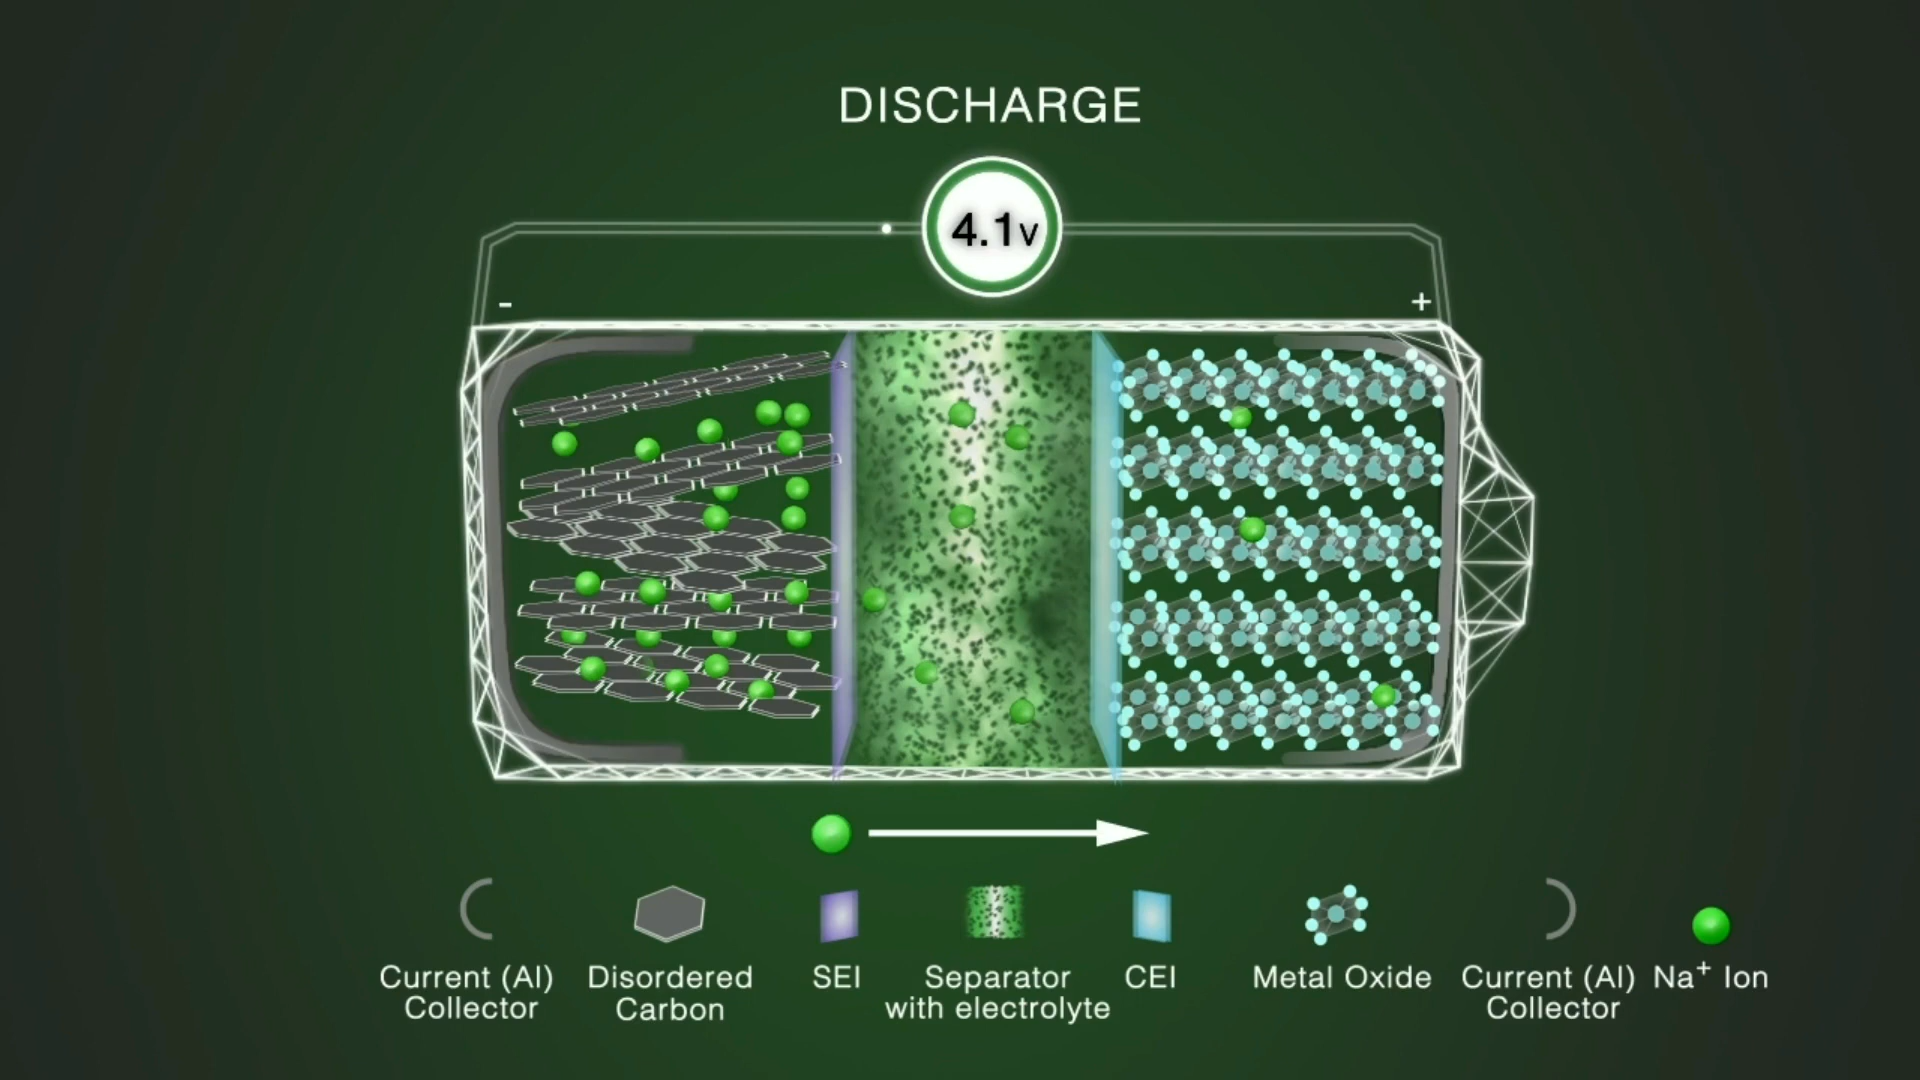 DISCHARGE
4.1v
- +
Current (Al) Disordered SEI Separator CEI Metal Oxide Current (Al) Na⁺ Ion
Collector Carbon with electrolyte Collector